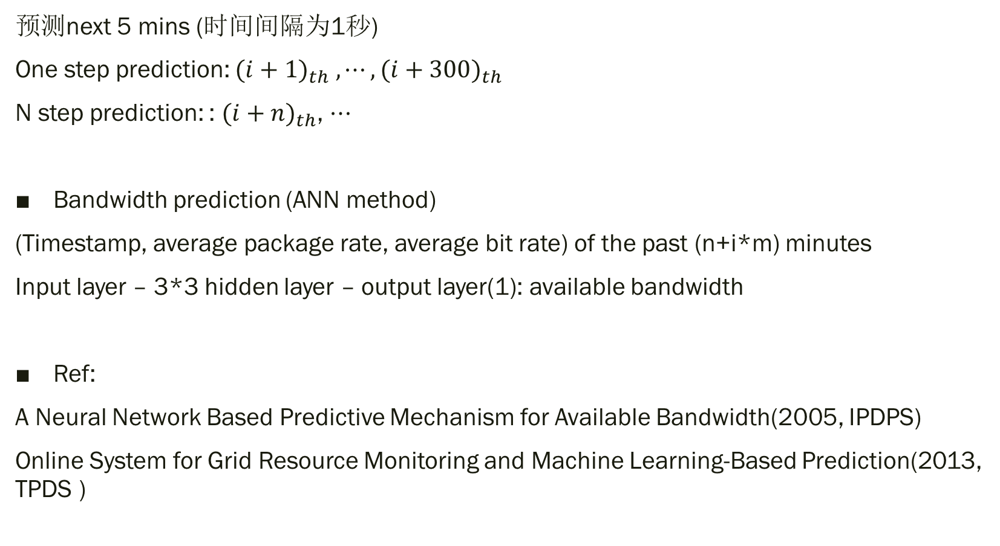 预测next 5 mins (时间间隔为1秒)
One step prediction: (i + 1)_{th} ,⋯, (i + 300)_{th}
N step prediction: : (i + n)_{th}, ⋯
■ Bandwidth prediction (ANN method)
(Timestamp, average package rate, average bit rate) of the past (n+i*m) minutes
Input layer – 3*3 hidden layer – output layer(1): available bandwidth
■ Ref:
A Neural Network Based Predictive Mechanism for Available Bandwidth(2005, IPDPS)
Online System for Grid Resource Monitoring and Machine Learning-Based Prediction(2013,
TPDS )